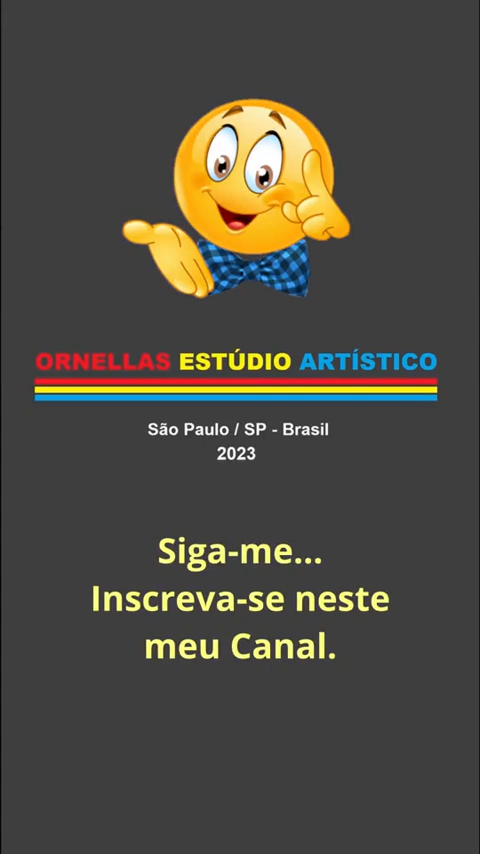 ORNELLAS ESTÚDIO ARTÍSTICO
São Paulo / SP - Brasil
2023
Siga-me...
Inscreva-se neste
meu Canal.